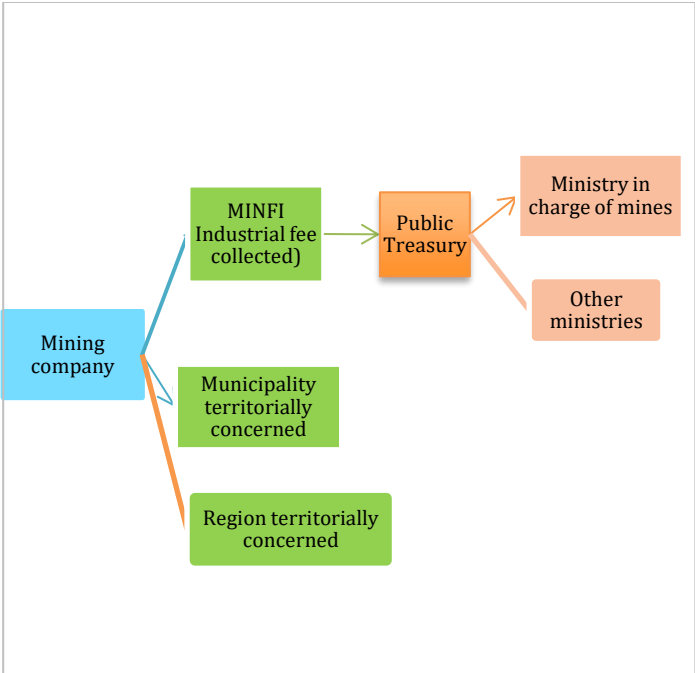 Mining
company
MINFI
Industrial fee
collected)
Municipality
territorially
concerned
Region territorially
concerned
Public
Treasury
Ministry in
charge of mines
Other
ministries